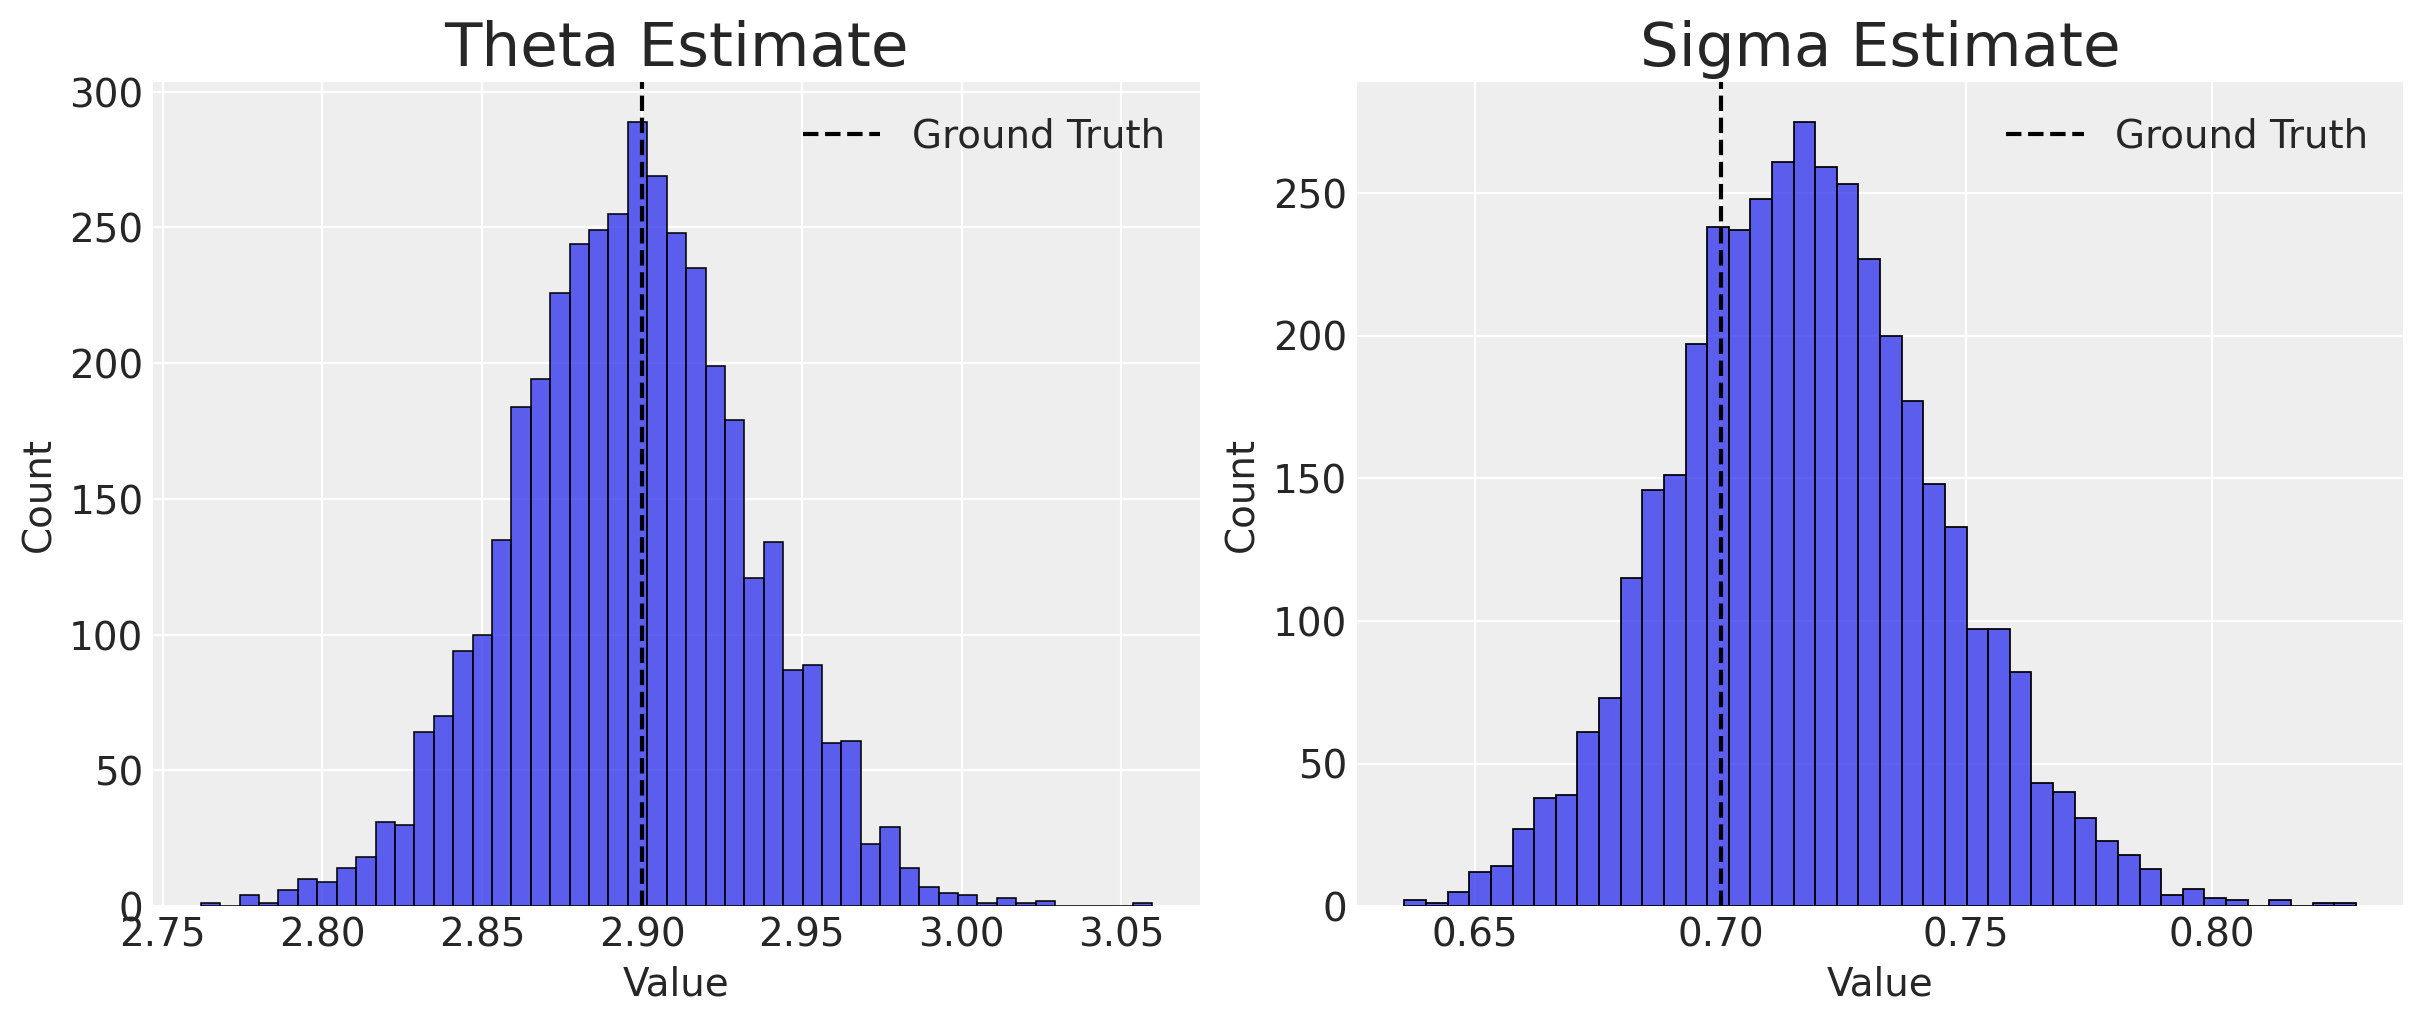 Theta Estimate
Ground Truth
300
250
200
150
100
50
0
Count
2.75 2.80 2.85 2.90 2.95 3.00 3.05
Value
Sigma Estimate
Ground Truth
250
200
150
100
50
0
Count
0.65 0.70 0.75 0.80
Value